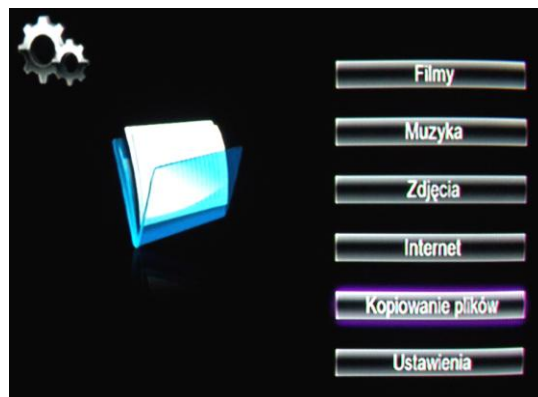 Filmy
Muzyka
Zdjęcia
Internet
Kopiowanie plików
Ustawienia